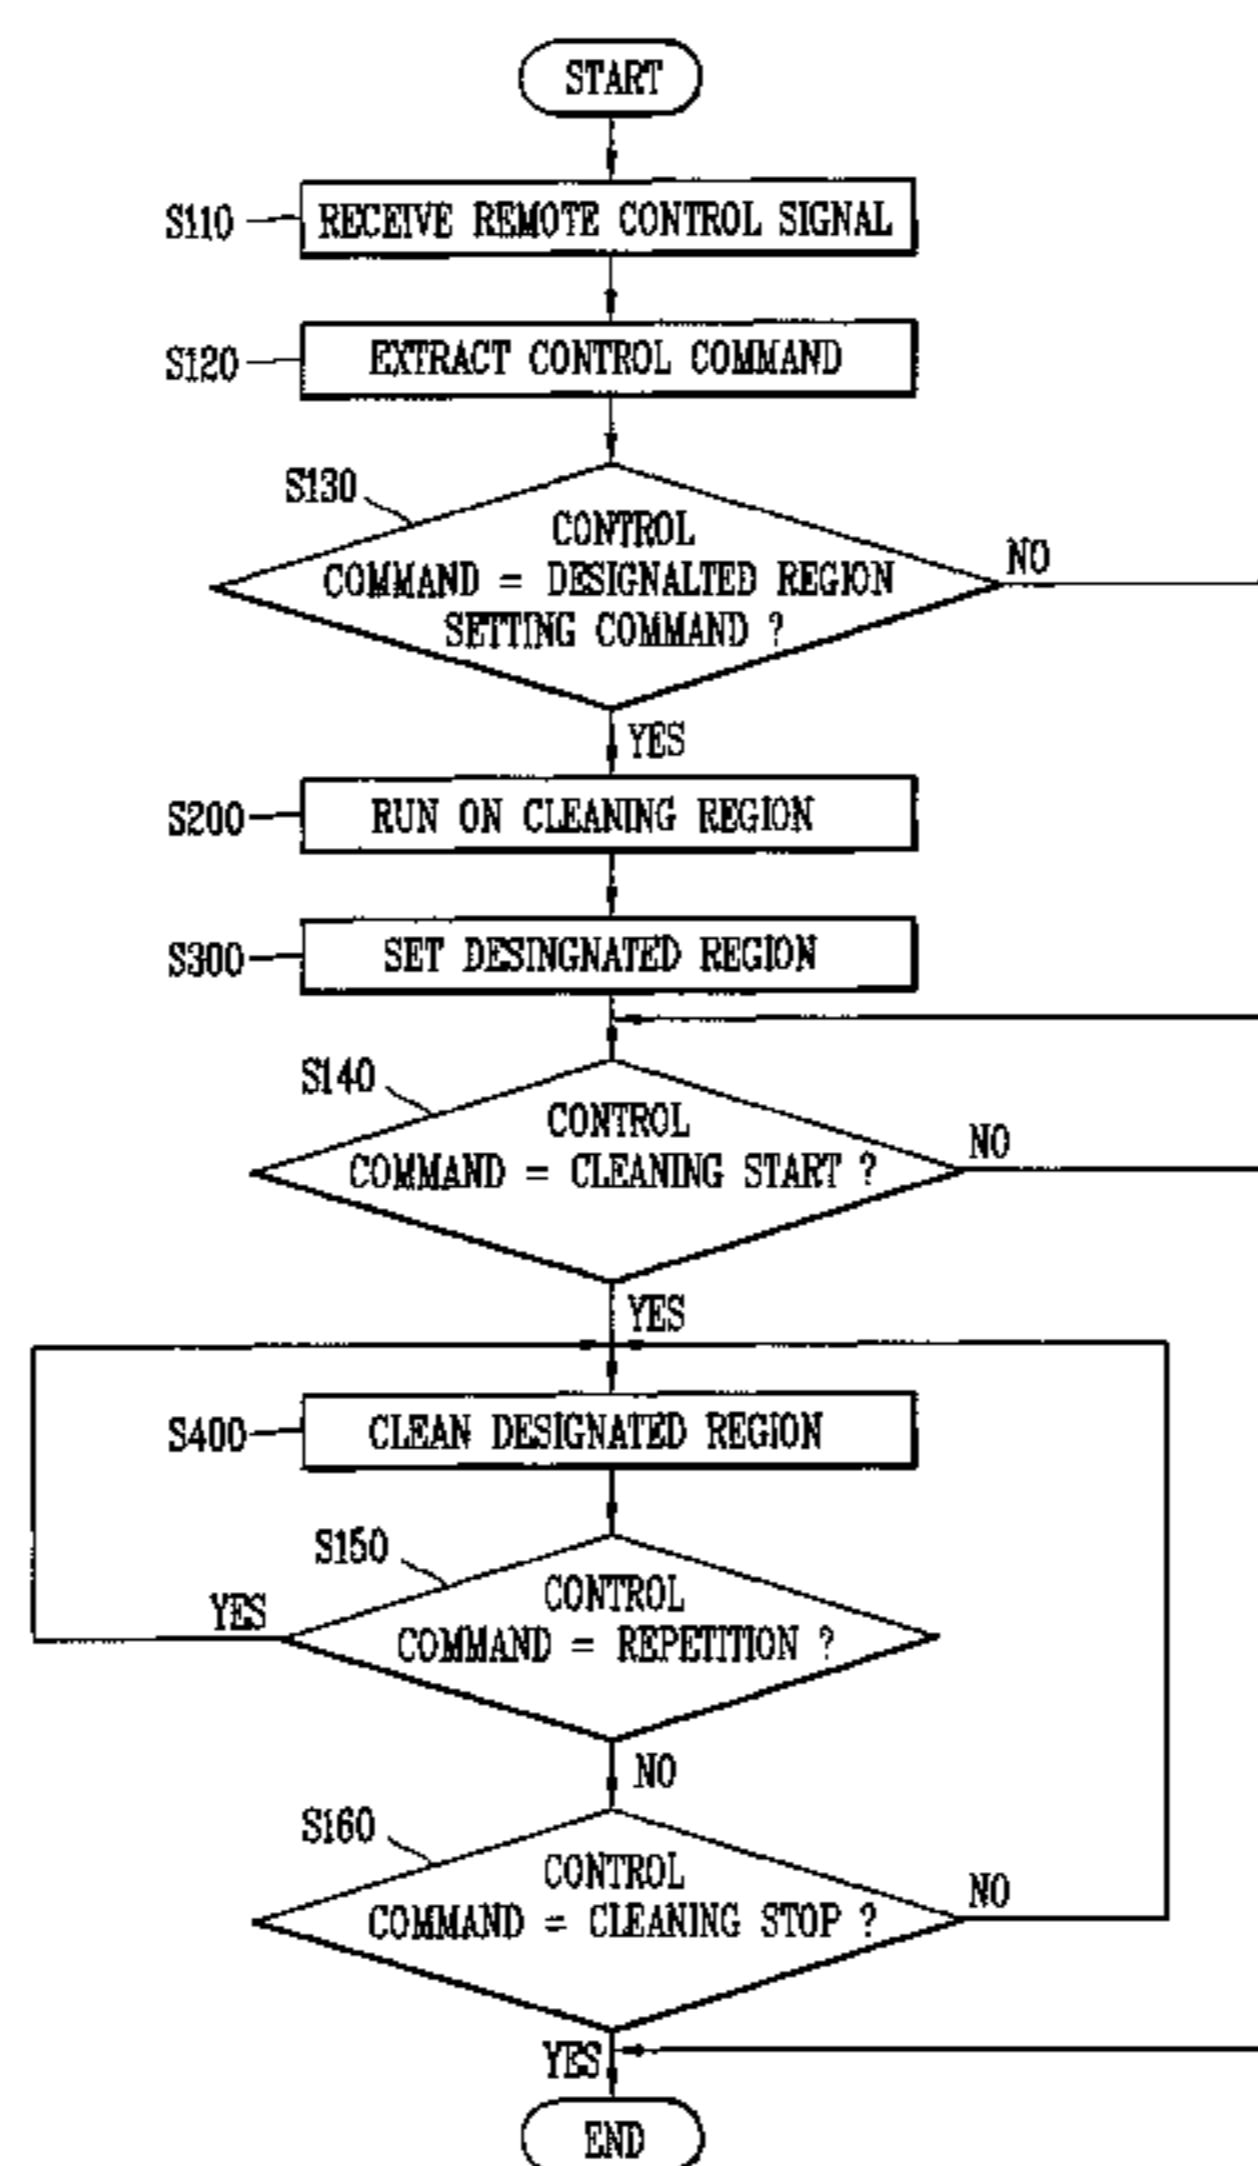 START
S110
RECEIVE REMOTE CONTROL SIGNAL
S120
EXTRACT CONTROL COMMAND
S130
CONTROL
COMMAND = DESIGNALTED REGION
SETTING COMMAND ?
NO
YES
S200
RUN ON CLEANING REGION
S300
SET DESINGNATED REGION
S140
CONTROL
COMMAND = CLEANING START ?
NO
YES
S400
CLEAN DESIGNATED REGION
S150
CONTROL
COMMAND = REPETITION ?
YES
NO
S160
CONTROL
COMMAND = CLEANING STOP ?
NO
YES
END